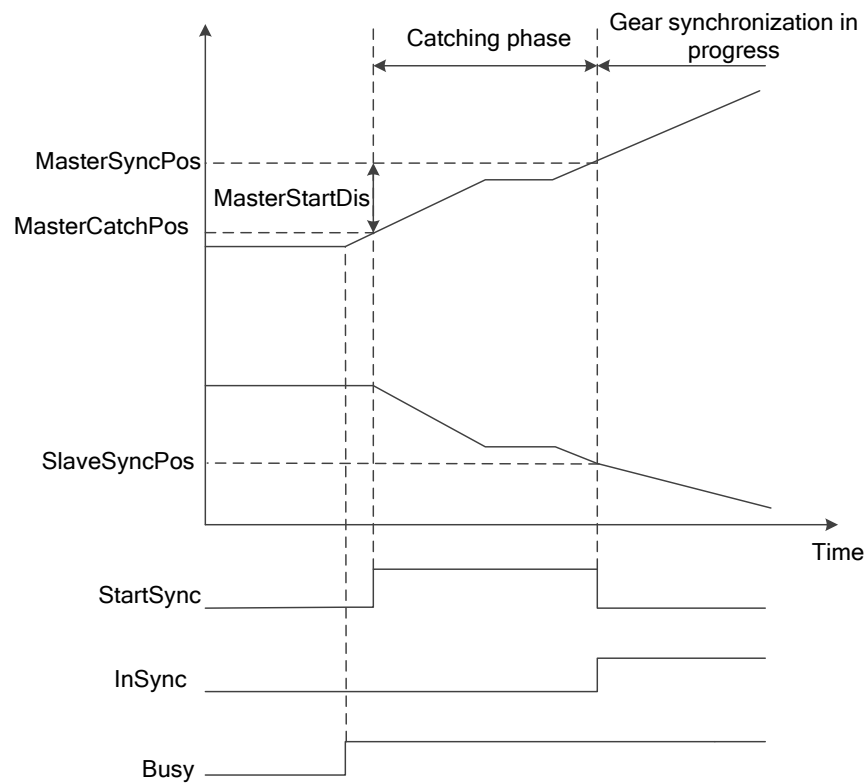 Catching phase
Gear synchronization in
progress
MasterSyncPos
MasterStartDis
MasterCatchPos
SlaveSyncPos
Time
StartSync
InSync
Busy